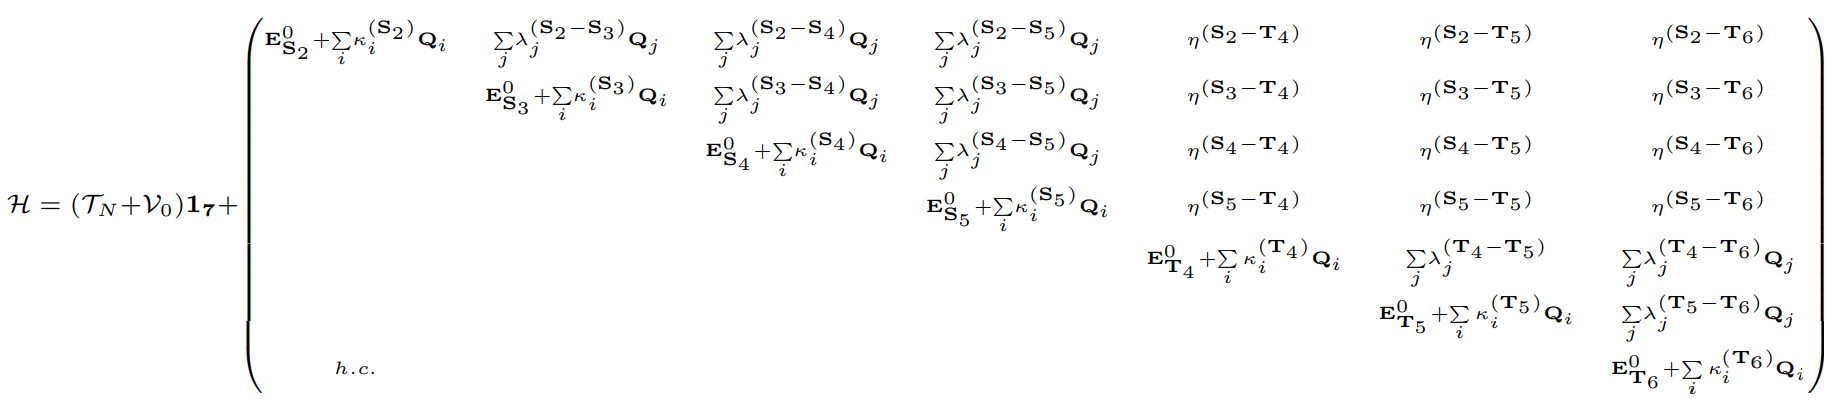 E^0_{S_2} + ∑_i κ_i^{(S_2)} Q_i   ∑_j λ_j^{(S_2−S_3)} Q_j   ∑_j λ_j^{(S_2−S_4)} Q_j   ∑_j λ_j^{(S_2−S_5)} Q_j   η^{(S_2−T_4)}   η^{(S_2−T_5)}   η^{(S_2−T_6)}
E^0_{S_3} + ∑_i κ_i^{(S_3)} Q_i   ∑_j λ_j^{(S_3−S_4)} Q_j   ∑_j λ_j^{(S_3−S_5)} Q_j   η^{(S_3−T_4)}   η^{(S_3−T_5)}   η^{(S_3−T_6)}
E^0_{S_4} + ∑_i κ_i^{(S_4)} Q_i   ∑_j λ_j^{(S_4−S_5)} Q_j   η^{(S_4−T_4)}   η^{(S_4−T_5)}   η^{(S_4−T_6)}
ℋ = (𝒯_N + 𝒱_0) 1_7 +   E^0_{S_5} + ∑_i κ_i^{(S_5)} Q_i   η^{(S_5−T_4)}   η^{(S_5−T_5)}   η^{(S_5−T_6)}
E^0_{T_4} + ∑_i κ_i^{(T_4)} Q_i   ∑_j λ_j^{(T_4−T_5)}   ∑_j λ_j^{(T_4−T_6)} Q_j
E^0_{T_5} + ∑_i κ_i^{(T_5)} Q_i   ∑_j λ_j^{(T_5−T_6)} Q_j
h.c.   E^0_{T_6} + ∑_i κ_i^{(T_6)} Q_i